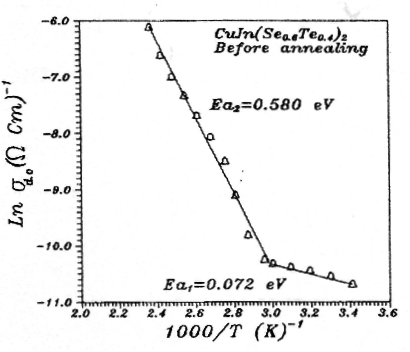 CuIn(Se0.6Te0.4)2
Before annealing
Ea2=0.580 eV
Ea1=0.072 eV
Ln σd.c (Ω Cm)-1
-6.0
-7.0
-8.0
-9.0
-10.0
-11.0
2.0 2.2 2.4 2.6 2.8 3.0 3.2 3.4 3.6
1000/T (K)-1